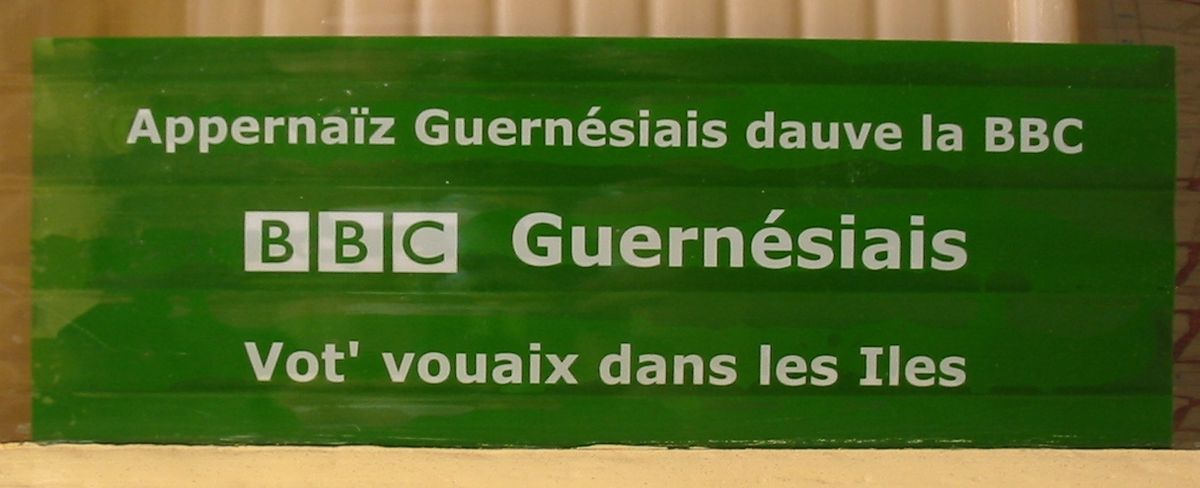 Appernaïz Guernésiais dauve la BBC
BBC Guernésiais
Vot' vouaix dans les Iles